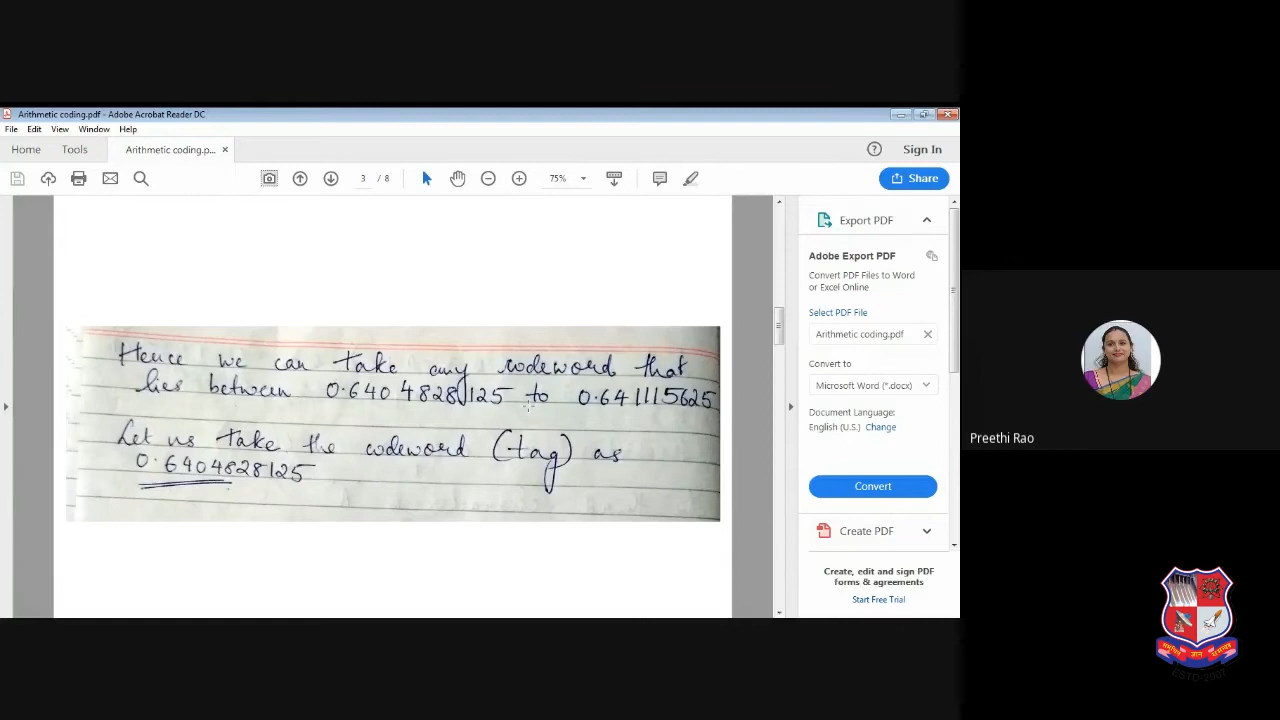 Arithmetic coding.pdf - Adobe Acrobat Reader DC
File Edit View Window Help
Home Tools Arithmetic coding.p... × Sign In
3 / 8 75% Share
Hence we can take any codeword that
lies between 0.6404828125 to 0.641115625
Let us take the codeword (tag) as
0.6404828125
Export PDF
Adobe Export PDF
Convert PDF Files to Word
or Excel Online
Select PDF File
Arithmetic coding.pdf
Convert to
Microsoft Word (*.docx)
Document Language:
English (U.S.) Change
Convert
Create PDF
Create, edit and sign PDF
forms & agreements
Start Free Trial
Preethi Rao
ESTD-2007